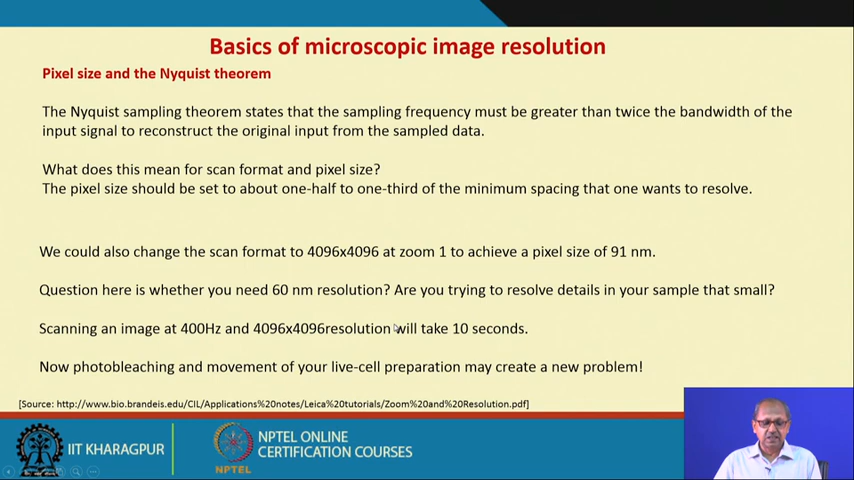 Basics of microscopic image resolution
Pixel size and the Nyquist theorem
The Nyquist sampling theorem states that the sampling frequency must be greater than twice the bandwidth of the
input signal to reconstruct the original input from the sampled data.
What does this mean for scan format and pixel size?
The pixel size should be set to about one-half to one-third of the minimum spacing that one wants to resolve.
We could also change the scan format to 4096x4096 at zoom 1 to achieve a pixel size of 91 nm.
Question here is whether you need 60 nm resolution? Are you trying to resolve details in your sample that small?
Scanning an image at 400Hz and 4096x4096resolution will take 10 seconds.
Now photobleaching and movement of your live-cell preparation may create a new problem!
[Source: http://www.bio.brandeis.edu/CIL/Applications%20notes/Leica%20tutorials/Zoom%20and%20Resolution.pdf]
IIT KHARAGPUR
NPTEL
NPTEL ONLINE
CERTIFICATION COURSES